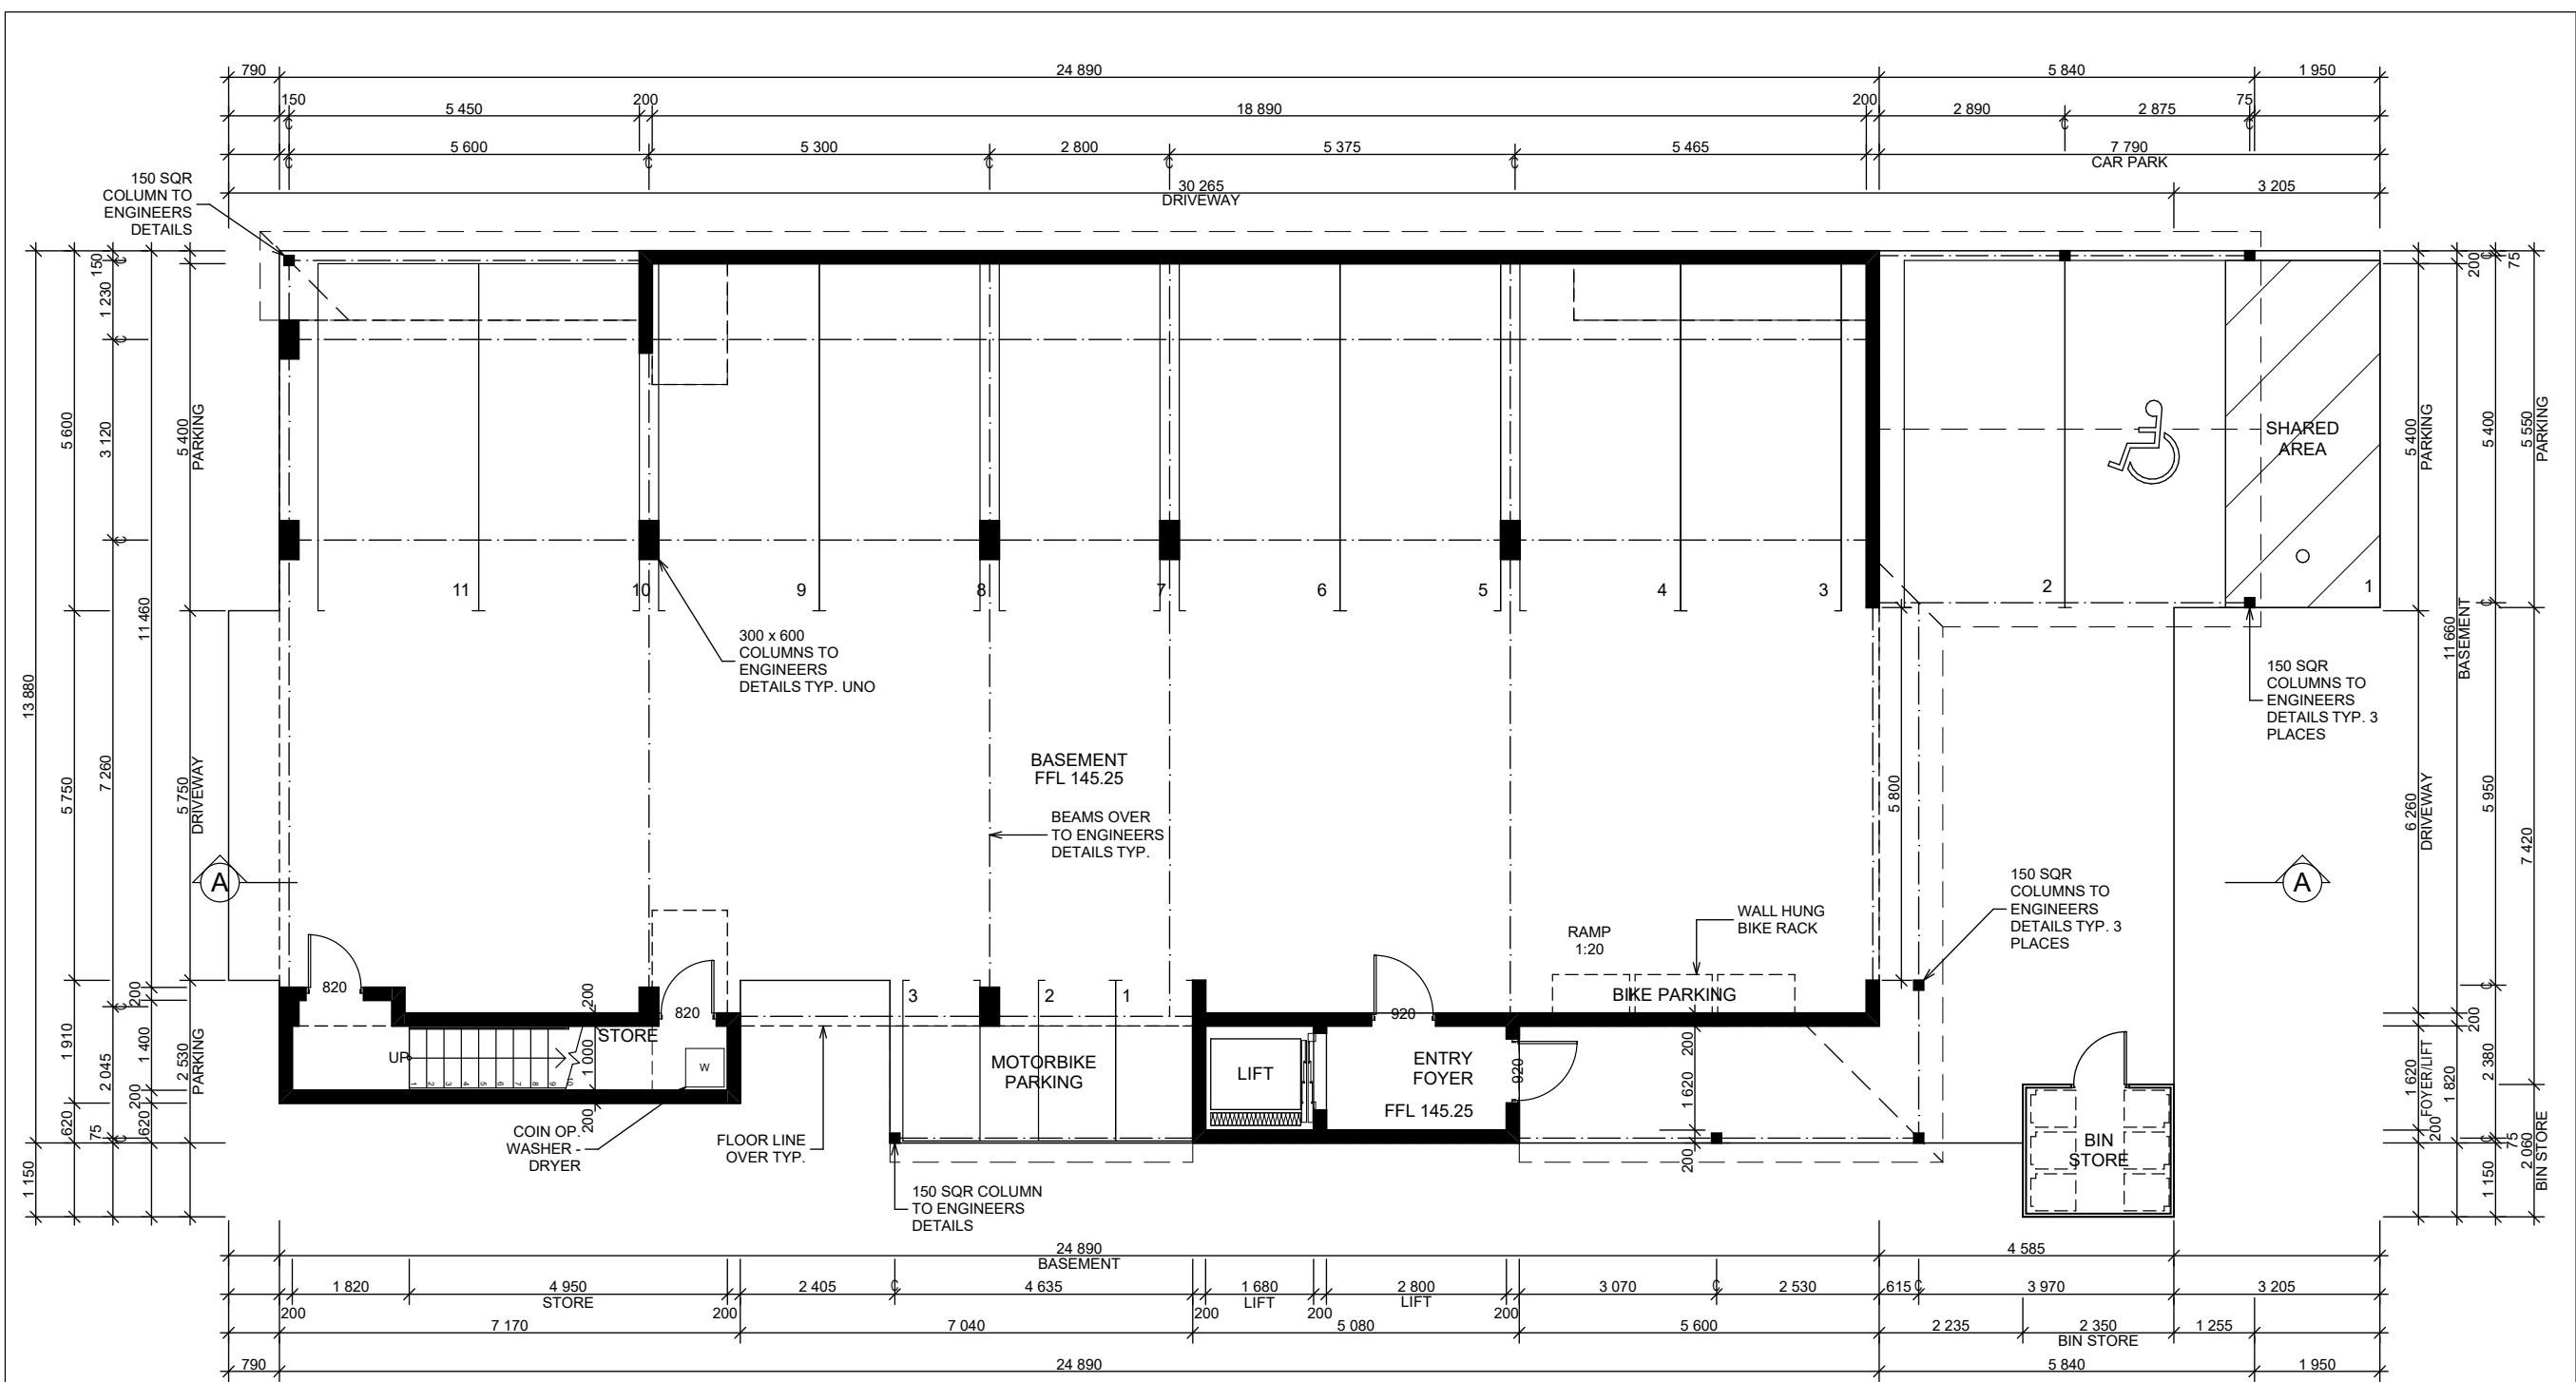 790
24 890
5 840
1 950
150
5 450
200
18 890
200
2 890
2 875
75
5 600
5 300
2 800
5 375
5 465
7 790
CAR PARK
30 265
DRIVEWAY
3 205
150 SQR
COLUMN TO
ENGINEERS
DETAILS
13 880
1 150
5 600
5 750
1 910
620
150
1 230
3 120
7 260
2 045
75
11 460
200
1 400
200
620
5 400
PARKING
5 750
DRIVEWAY
2 530
PARKING
11
10
9
8
7
6
5
4
3
2
1
SHARED
AREA
300 x 600
COLUMNS TO
ENGINEERS
DETAILS TYP. UNO
BASEMENT
FFL 145.25
BEAMS OVER
TO ENGINEERS
DETAILS TYP.
5 800
150 SQR
COLUMNS TO
ENGINEERS
DETAILS TYP. 3
PLACES
150 SQR
COLUMNS TO
ENGINEERS
DETAILS TYP. 3
PLACES
A
A
WALL HUNG
BIKE RACK
RAMP
1:20
BIKE PARKING
820
820
920
920
200
STORE
1 000
200
UP
1
2
3
4
5
6
7
8
9
10
W
3
2
1
MOTORBIKE
PARKING
LIFT
ENTRY
FOYER
FFL 145.25
200
1 620
200
BIN
STORE
COIN OP.
WASHER -
DRYER
FLOOR LINE
OVER TYP.
150 SQR COLUMN
TO ENGINEERS
DETAILS
5 400
PARKING
6 260
DRIVEWAY
1 620
FOYER/LIFT
200
200
11 660
BASEMENT
200
1 820
5 400
5 950
2 380
75
1 150
75
5 550
PARKING
7 420
2 060
BIN STORE
24 890
BASEMENT
4 585
1 820
4 950
STORE
2 405
4 635
1 680
LIFT
2 800
LIFT
3 070
2 530
615
3 970
3 205
200
200
200
200
200
7 170
7 040
5 080
5 600
2 235
2 350
BIN STORE
1 255
790
24 890
5 840
1 950